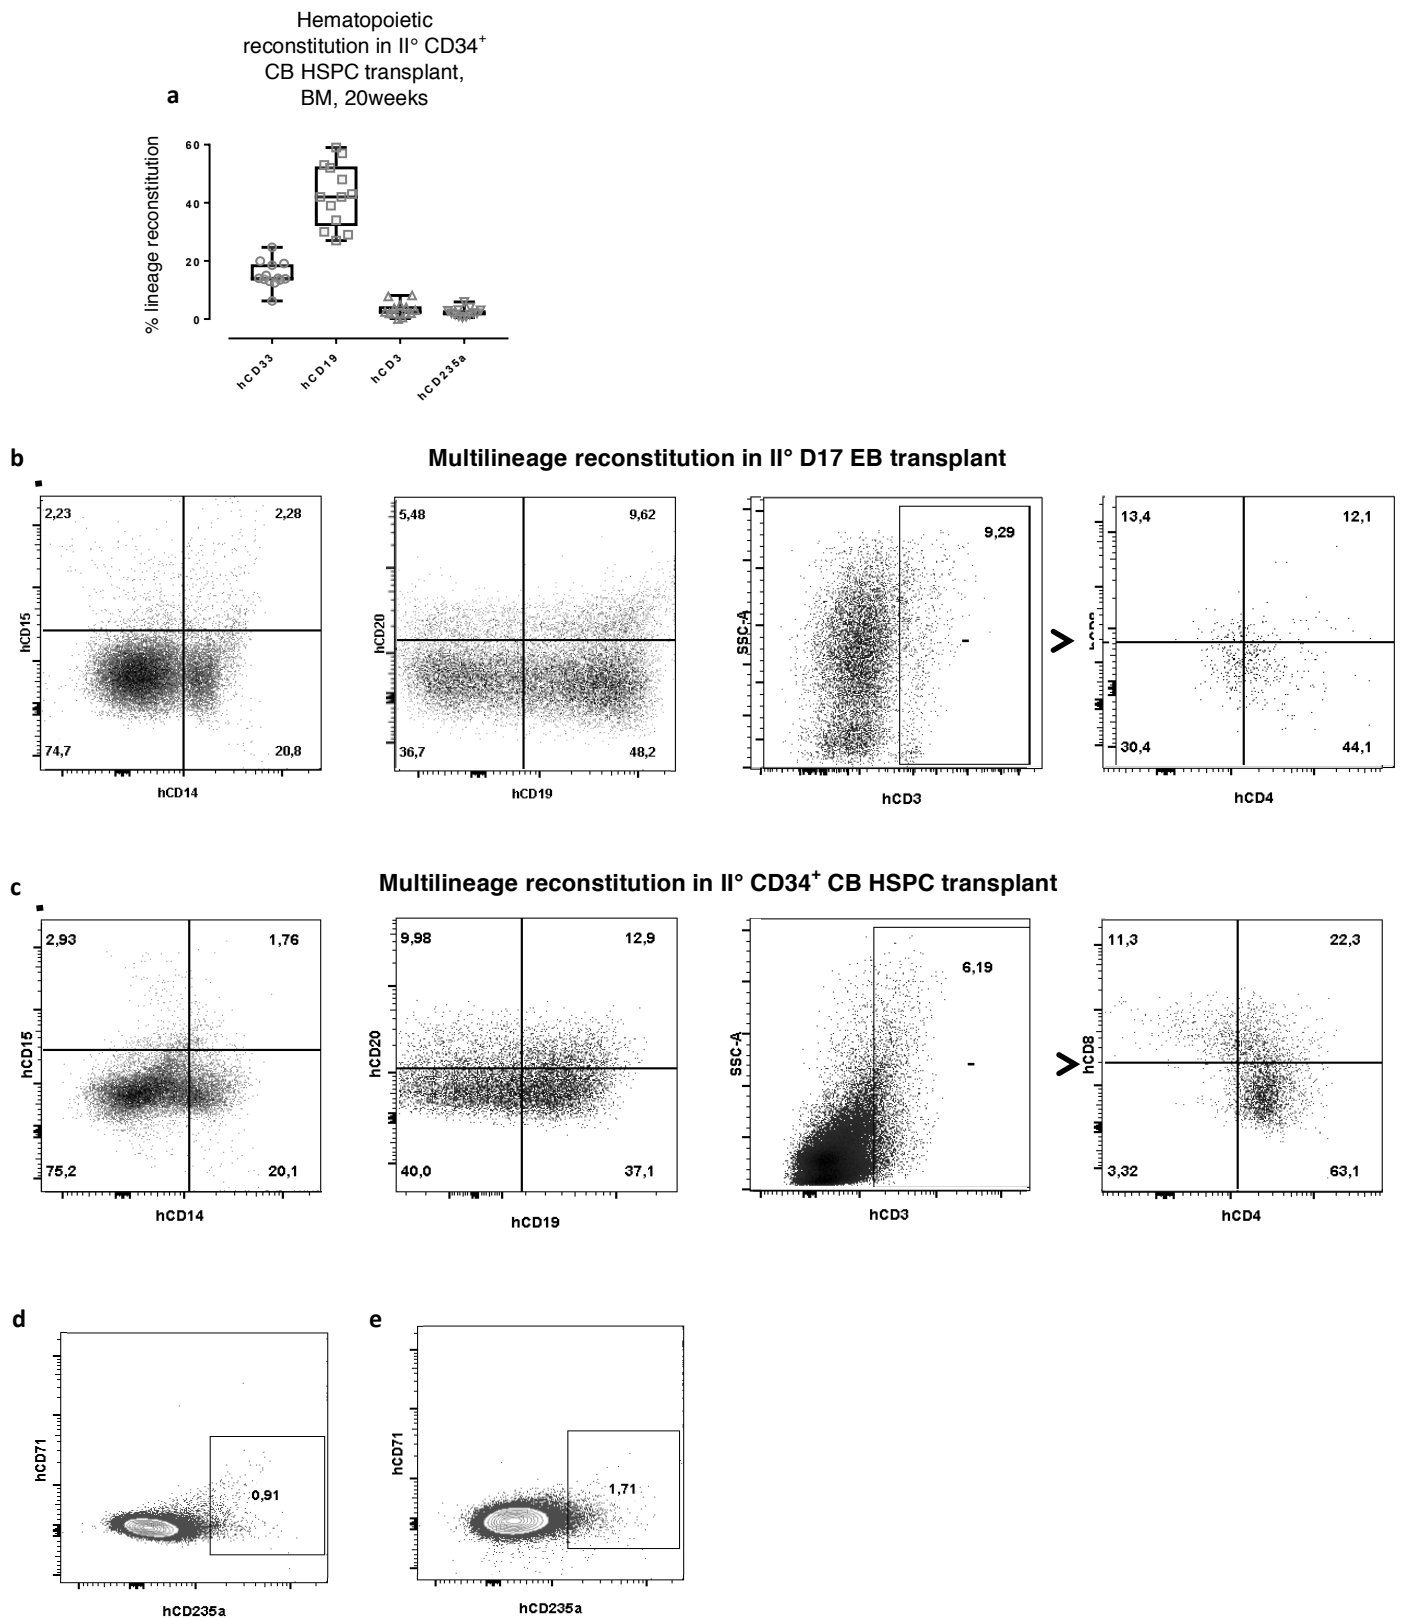 Hematopoietic
reconstitution in II° CD34+
CB HSPC transplant,
BM, 20weeks
a
% lineage reconstitution
60
40
20
0
hCD33
hCD19
hCD3
hCD235a
b
Multilineage reconstitution in II° D17 EB transplant
2,23
2,28
74,7
20,8
hCD15
hCD14
5,48
9,62
36,7
48,2
hCD20
hCD19
9,29
SSC-A
hCD3
>
13,4
12,1
30,4
44,1
hCD4
c
Multilineage reconstitution in II° CD34+ CB HSPC transplant
2,93
1,76
75,2
20,1
hCD15
hCD14
9,98
12,9
40,0
37,1
hCD20
hCD19
6,19
SSC-A
hCD3
>
11,3
22,3
3,32
63,1
hCD8
hCD4
d
0,91
hCD71
hCD235a
e
1,71
hCD71
hCD235a